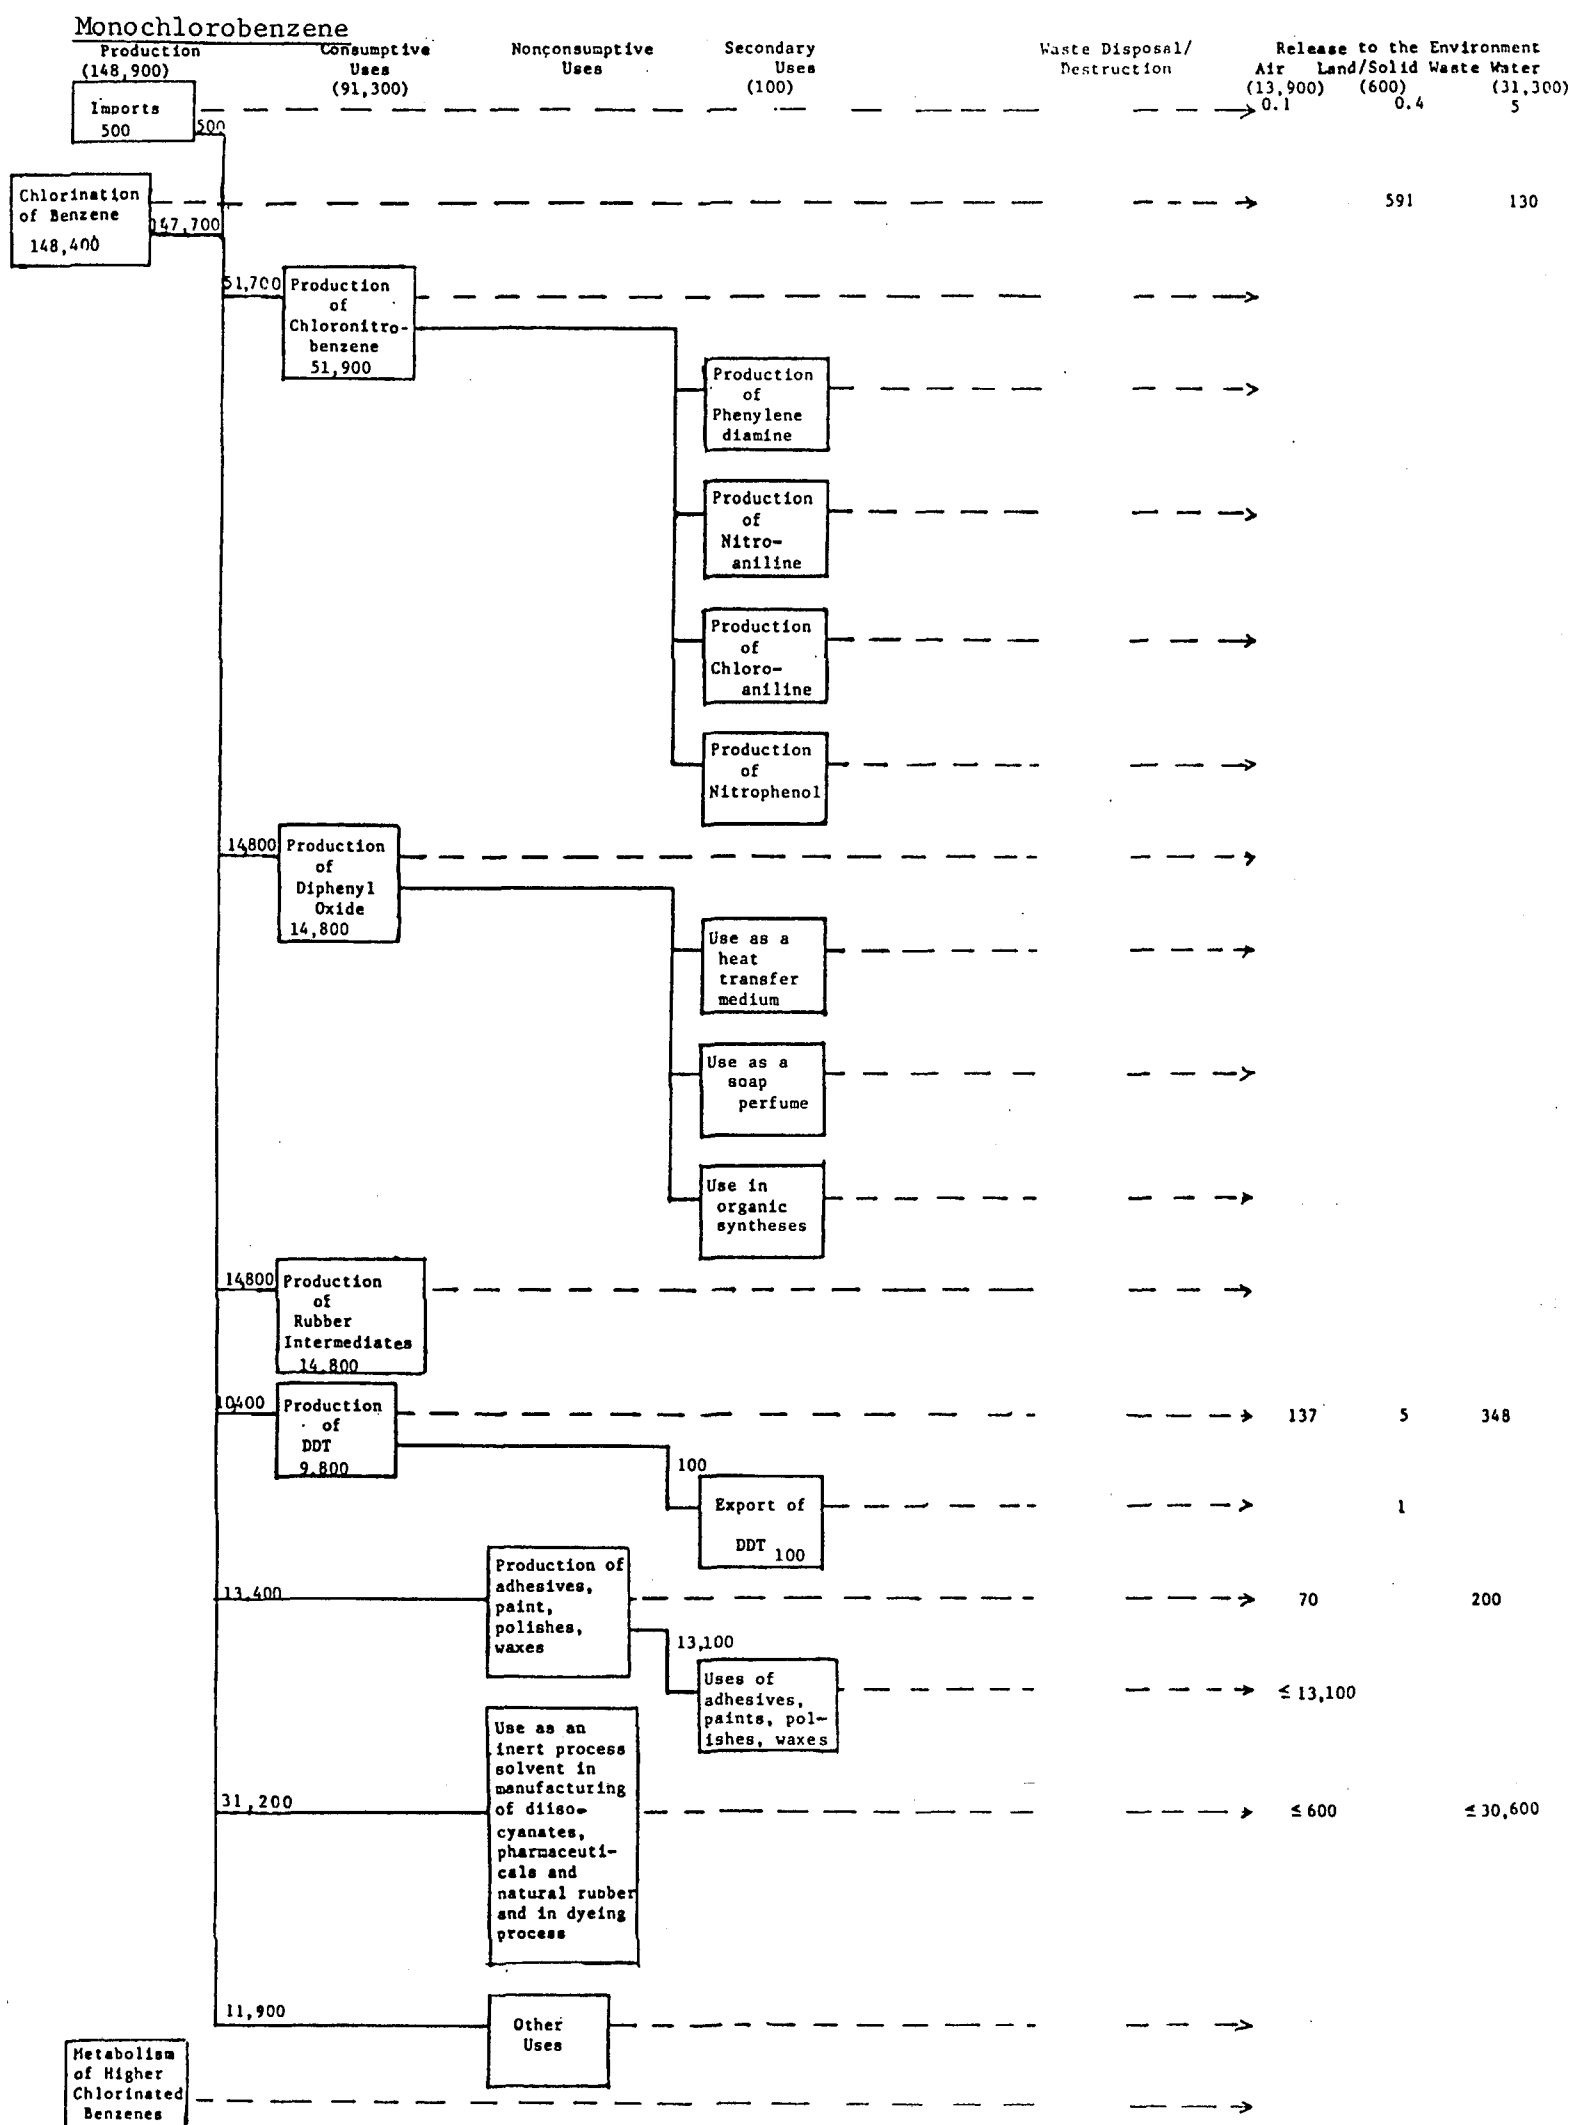 Monochlorobenzene
Production
(148,900)
Consumptive
Uses
(91,300)
Nonconsumptive
Uses
Secondary
Uses
(100)
Waste Disposal/
Destruction
Release to the Environment
Air Land/Solid Waste Water
(13,900) (600) (31,300)
Imports
500
500
0.1 0.4 5
Chlorination
of Benzene
148,400
147,700
591 130
51,700
Production
of
Chloronitro-
benzene
51,900
Production
of
Phenylene
diamine
Production
of
Nitro-
aniline
Production
of
Chloro-
aniline
Production
of
Nitrophenol
14,800
Production
of
Diphenyl
Oxide
14,800
Use as a
heat
transfer
medium
Use as a
soap
perfume
Use in
organic
syntheses
14,800
Production
of
Rubber
Intermediates
14,800
10,400
Production
of
DDT
9,800
137 5 348
100
Export of
DDT 100
1
13,400
Production of
adhesives,
paint,
polishes,
waxes
70 200
13,100
Uses of
adhesives,
paints, pol-
ishes, waxes
≤ 13,100
31,200
Use as an
inert process
solvent in
manufacturing
of diiso-
cyanates,
pharmaceuti-
cals and
natural rubber
and in dyeing
process
≤ 600 ≤ 30,600
11,900
Other
Uses
Metabolism
of Higher
Chlorinated
Benzenes